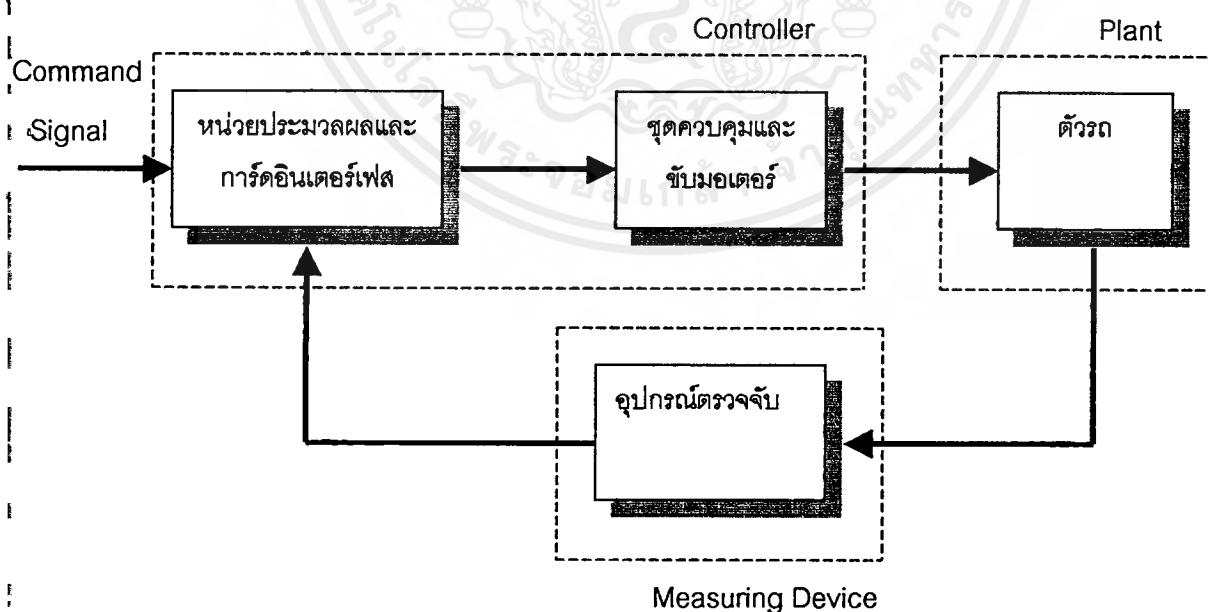 Controller
Plant
Command
Signal
หน่วยประมวลผลและ
การ์ดอินเตอร์เฟส
ชุดควบคุมและ
ขับมอเตอร์
ตัวรถ
อุปกรณ์ตรวจจับ
Measuring Device